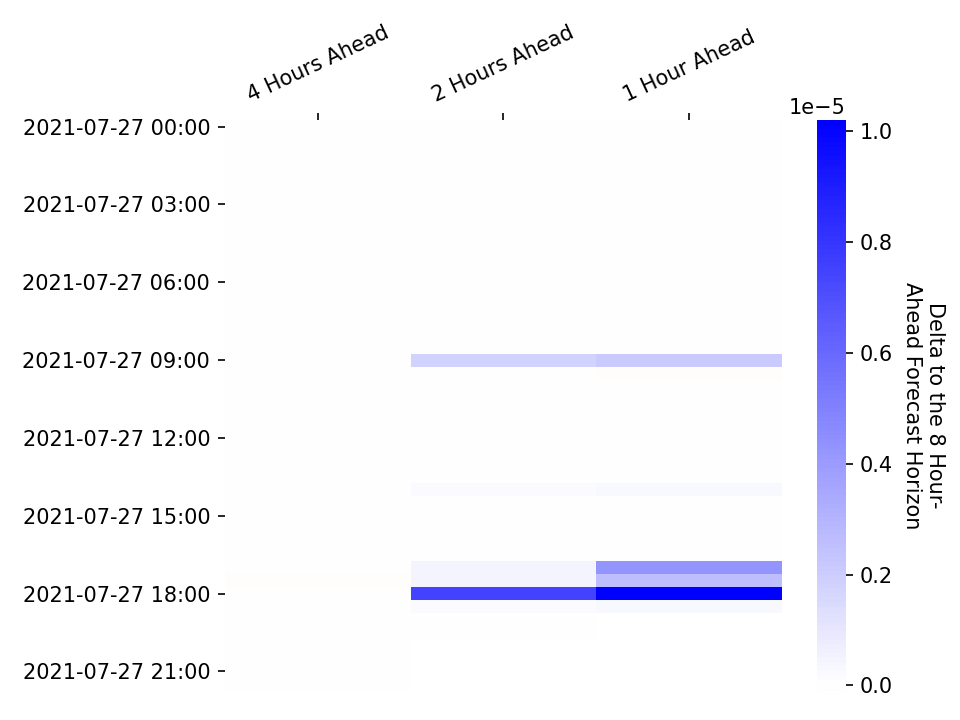 4 Hours Ahead
2 Hours Ahead
1 Hour Ahead
1e−5
2021-07-27 00:00
2021-07-27 03:00
2021-07-27 06:00
2021-07-27 09:00
2021-07-27 12:00
2021-07-27 15:00
2021-07-27 18:00
2021-07-27 21:00
1.0
0.8
0.6
0.4
0.2
0.0
Delta to the 8 Hour-
Ahead Forecast Horizon